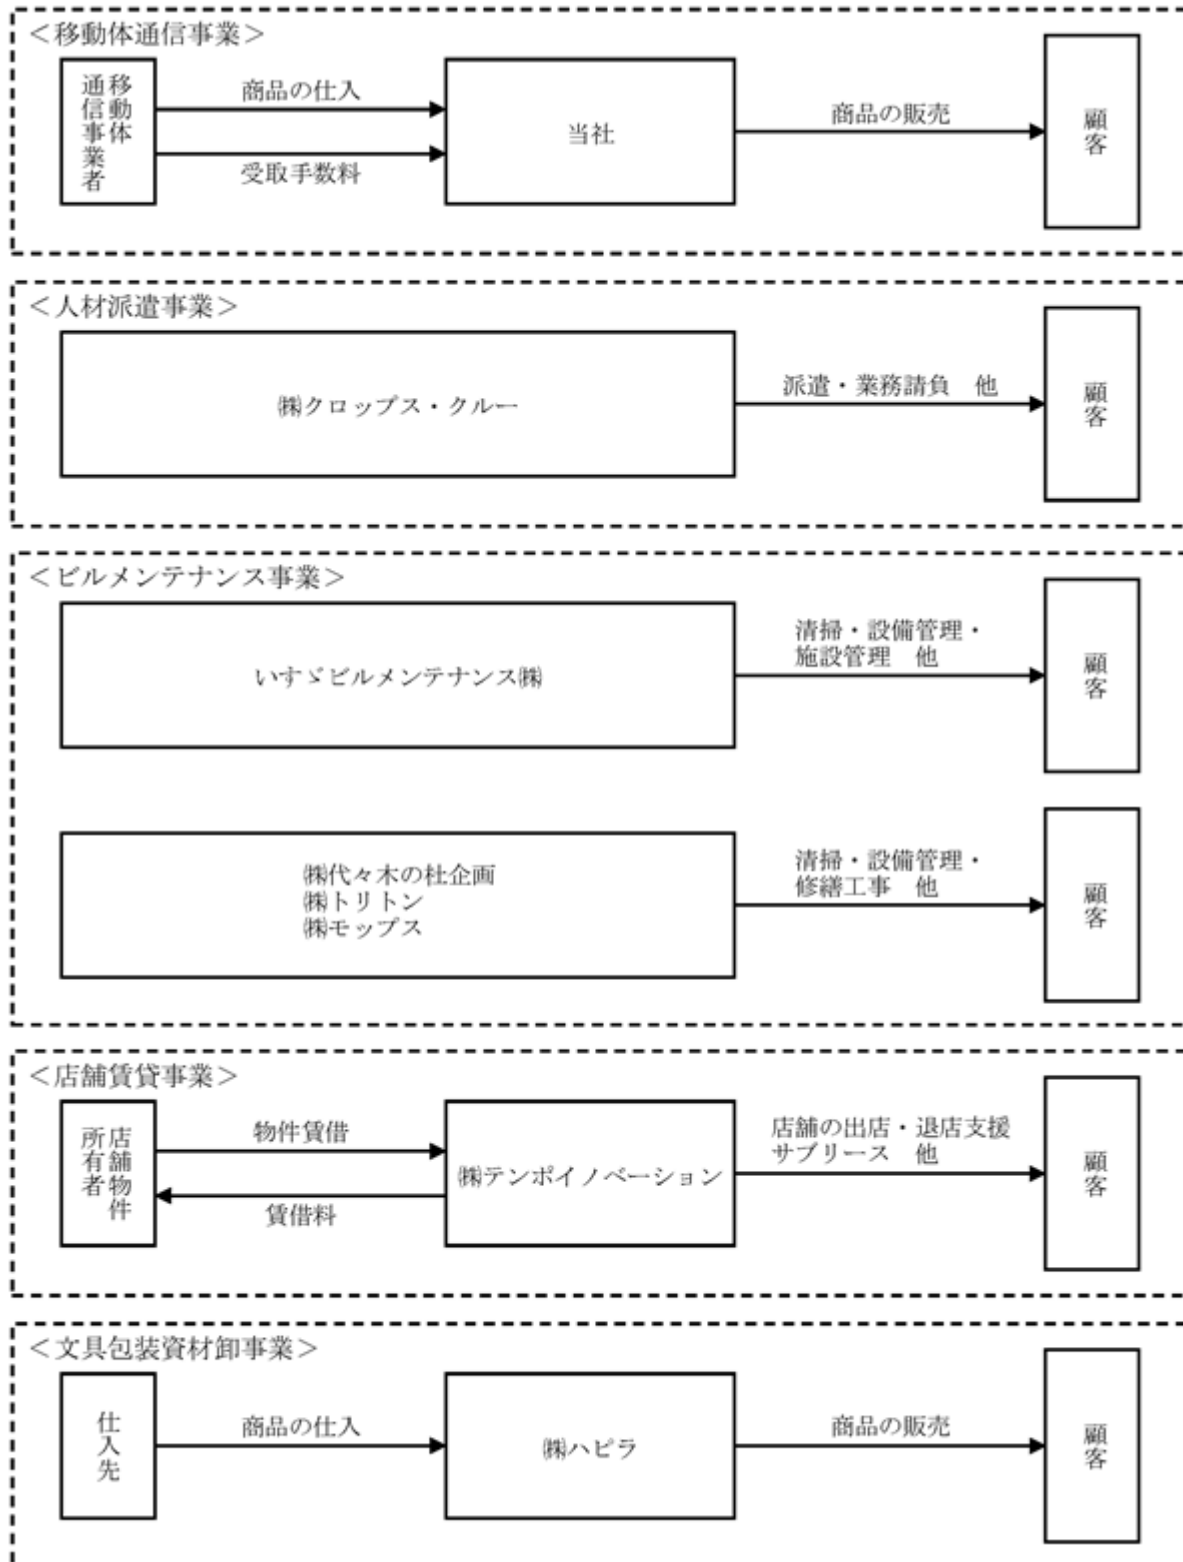 ＜移動体通信事業＞
移動体
通信事業者
商品の仕入
受取手数料
当社
商品の販売
顧客
＜人材派遣事業＞
㈱クロップス・クルー
派遣・業務請負　他
顧客
＜ビルメンテナンス事業＞
いすゞビルメンテナンス㈱
清掃・設備管理・
施設管理　他
顧客
㈱代々木の杜企画
㈱トリトン
㈱モップス
清掃・設備管理・
修繕工事　他
顧客
＜店舗賃貸事業＞
店舗物件
所有者
物件賃借
賃借料
㈱テンポイノベーション
店舗の出店・退店支援
サブリース　他
顧客
＜文具包装資材卸事業＞
仕入先
商品の仕入
㈱ハピラ
商品の販売
顧客